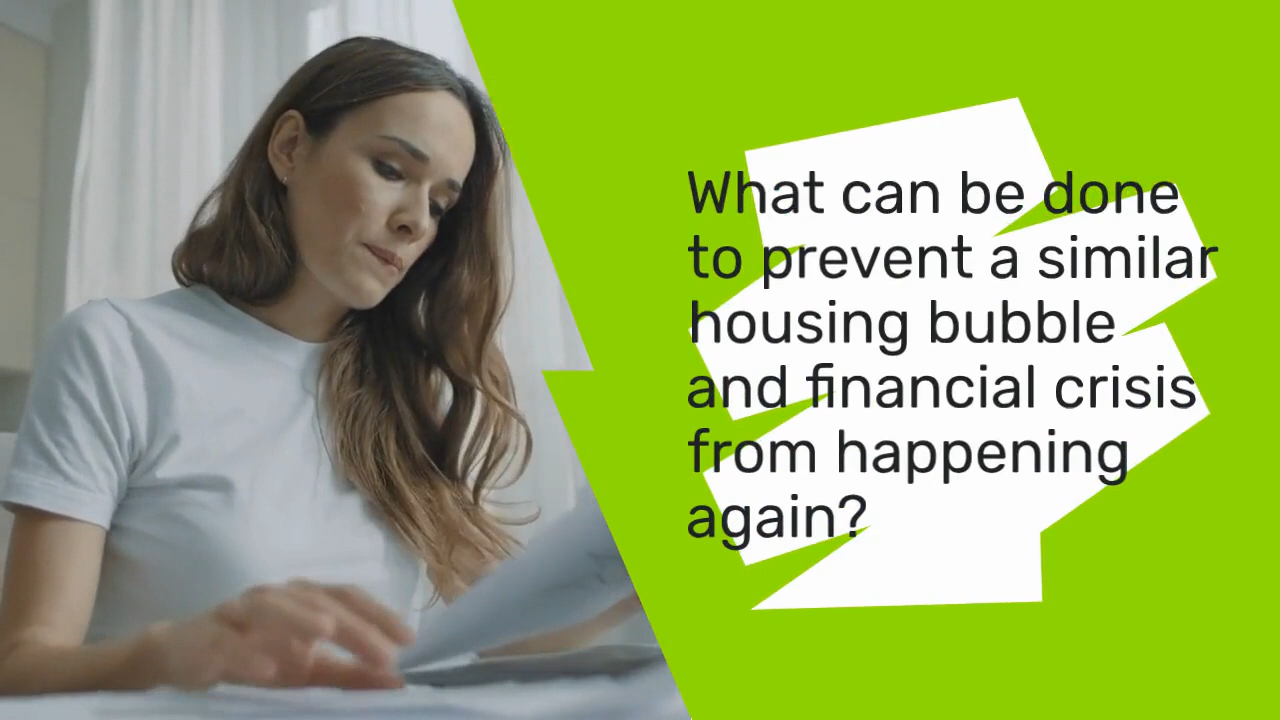 What can be done
to prevent a similar
housing bubble
and financial crisis
from happening
again?